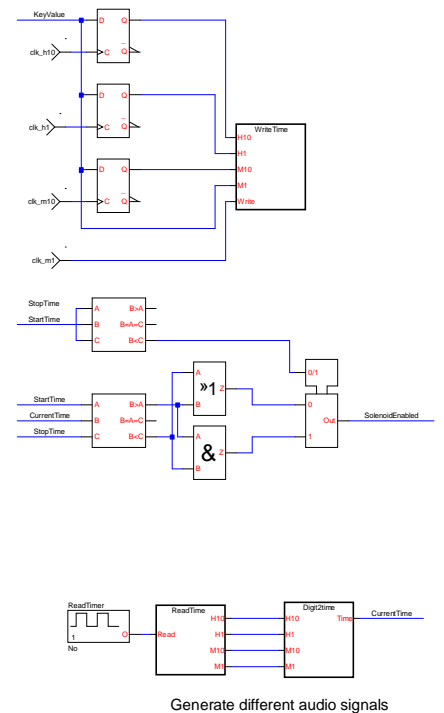 KeyValue
D Q
_
clk_h10 >C Q
D Q
_
clk_h1 >C Q
WriteTime
H10
H1
D Q M10
_ M1
clk_m10 >C Q Write
clk_m1
StopTime
A B>A
StartTime
B B=A=C
C B<C
0/1
A
»1 Z
B
StartTime
A B>A 0
CurrentTime
B B=A=C Out SolenoidEnabled
StopTime
C B<C 1
A
& Z
B
ReadTimer ReadTime Digit2time
H10 H10 Time CurrentTime
1 O Read H1 H1
No M10 M10
M1 M1
Generate different audio signals